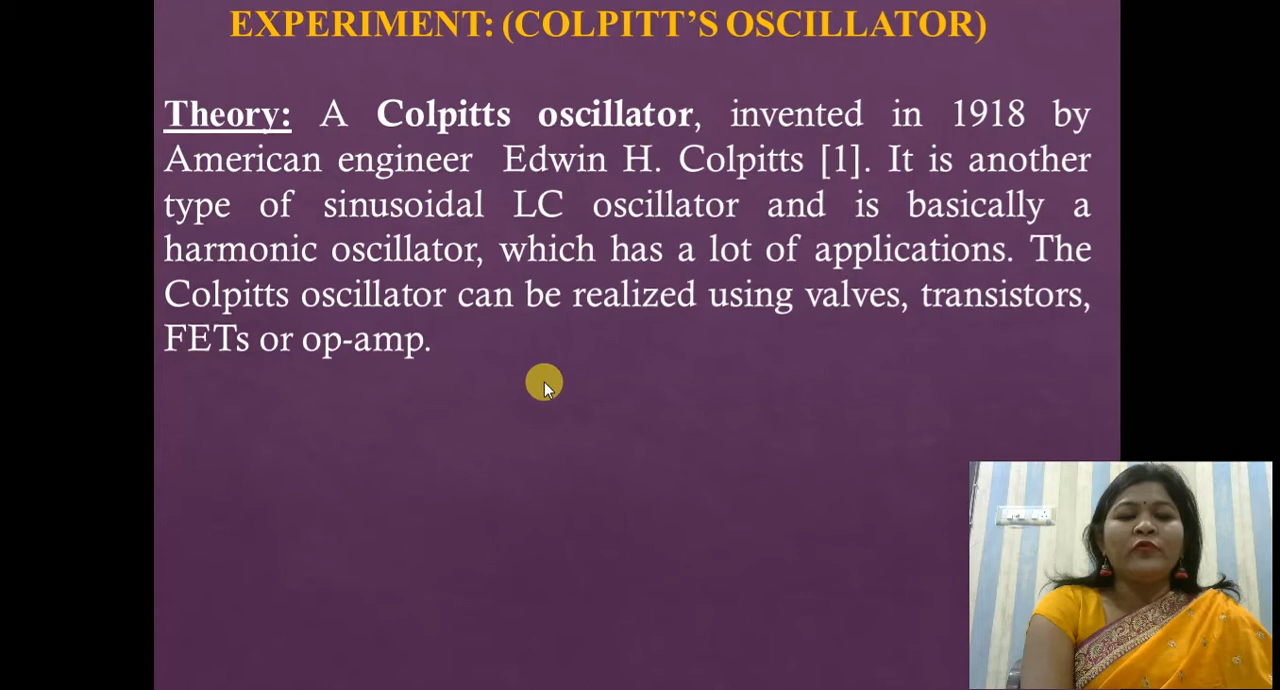 EXPERIMENT: (COLPITT’S OSCILLATOR)
Theory: A Colpitts oscillator, invented in 1918 by
American engineer Edwin H. Colpitts [1]. It is another
type of sinusoidal LC oscillator and is basically a
harmonic oscillator, which has a lot of applications. The
Colpitts oscillator can be realized using valves, transistors,
FETs or op-amp.